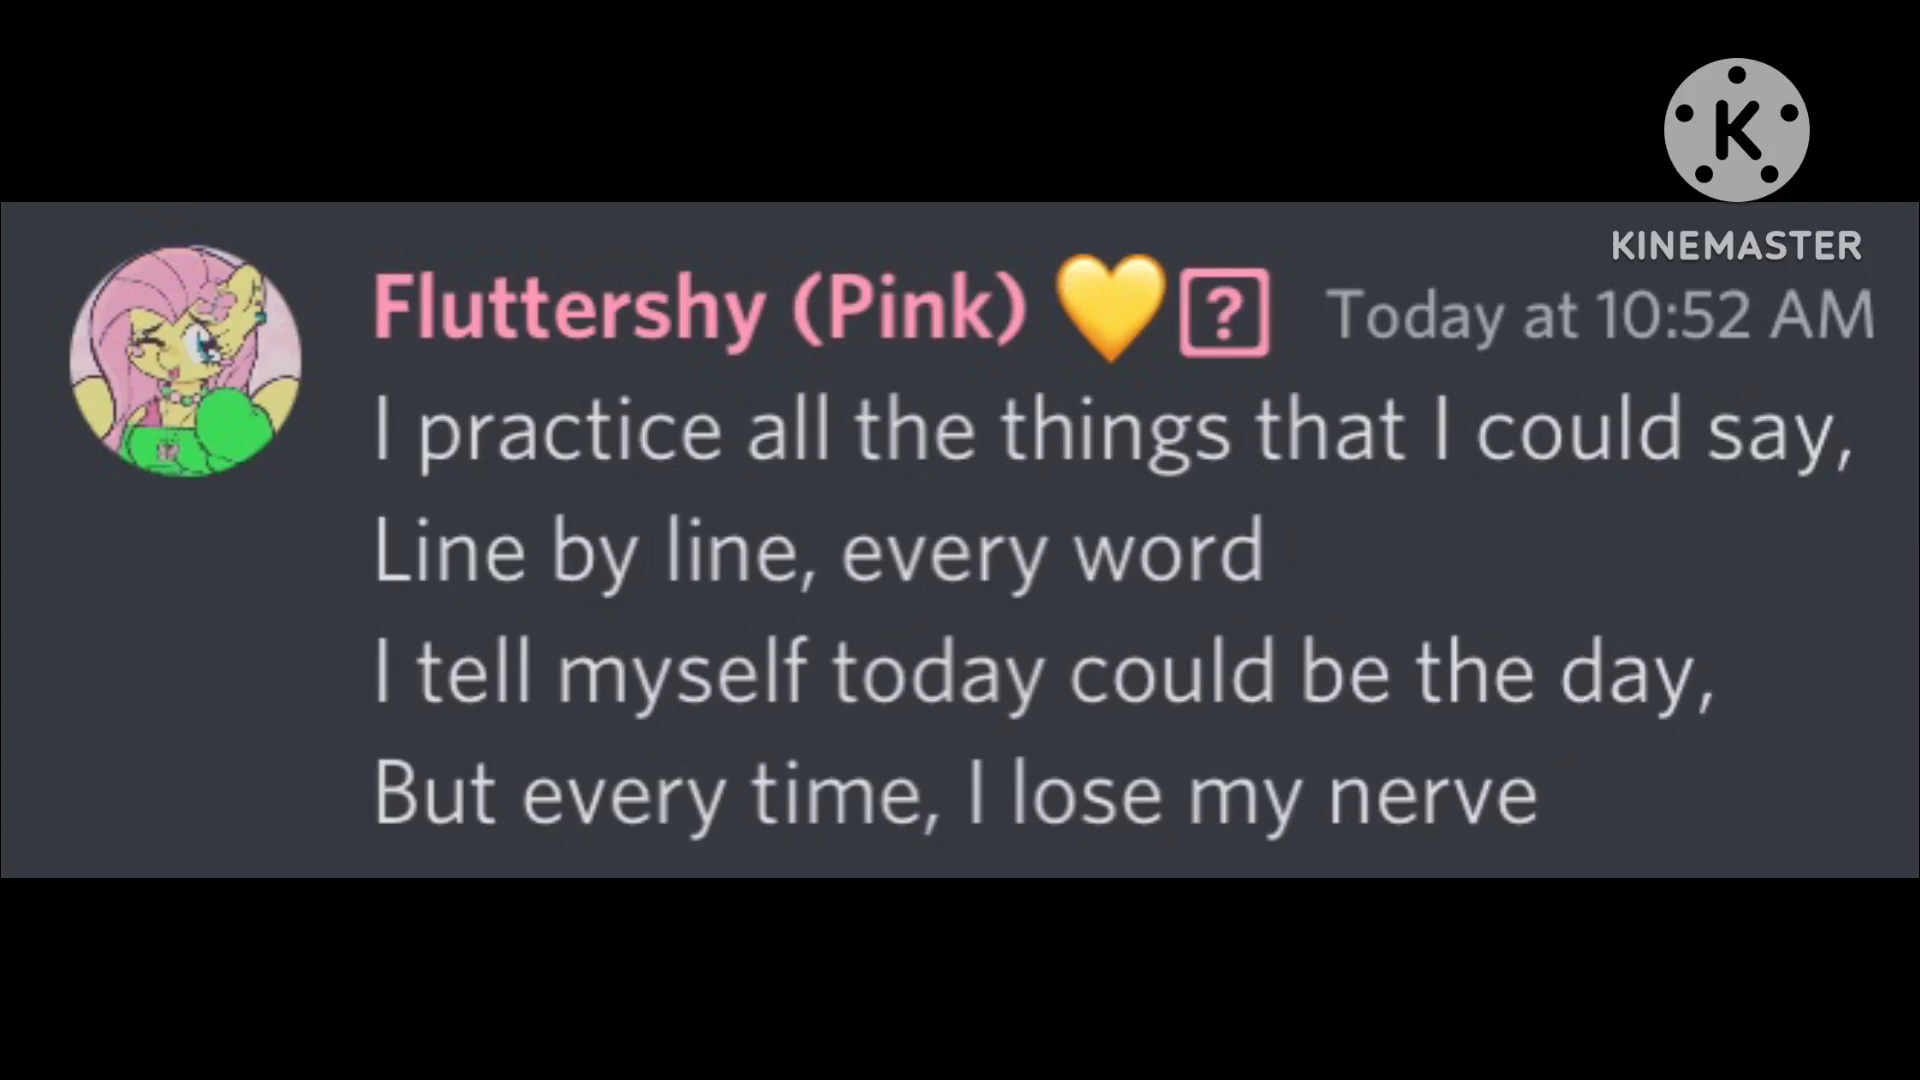 K
KINEMASTER
Fluttershy (Pink) 💛 [?] Today at 10:52 AM
I practice all the things that I could say,
Line by line, every word
I tell myself today could be the day,
But every time, I lose my nerve